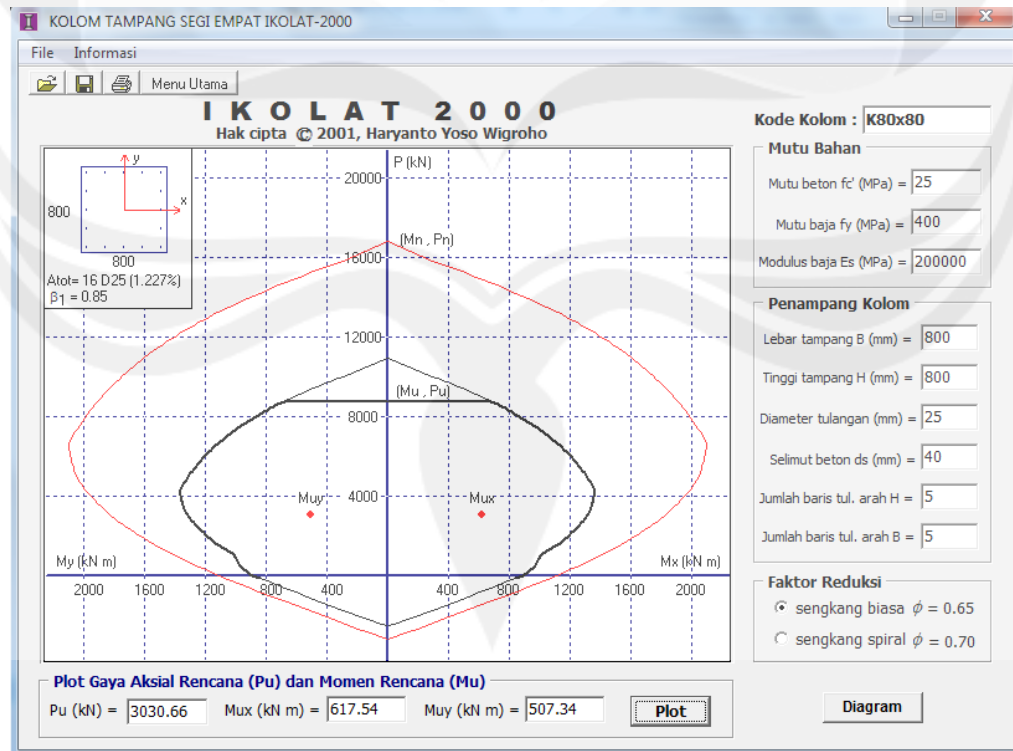 KOLOM TAMPANG SEGI EMPAT IKOLAT-2000
File Informasi
Menu Utama
I K O L A T 2 0 0 0
Hak cipta © 2001, Haryanto Yoso Wigroho
y
x
800
800
Atot= 16 D25 (1.227%)
β1 = 0.85
P (kN)
20000
(Mn , Pn)
16000
12000
(Mu , Pu)
8000
Muy 4000 Mux
My (kN m) Mx (kN m)
2000 1600 1200 800 400 400 800 1200 1600 2000
Kode Kolom : K80x80
Mutu Bahan
Mutu beton fc' (MPa) = 25
Mutu baja fy (MPa) = 400
Modulus baja Es (MPa) = 200000
Penampang Kolom
Lebar tampang B (mm) = 800
Tinggi tampang H (mm) = 800
Diameter tulangan (mm) = 25
Selimut beton ds (mm) = 40
Jumlah baris tul. arah H = 5
Jumlah baris tul. arah B = 5
Faktor Reduksi
sengkang biasa ϕ = 0.65
sengkang spiral ϕ = 0.70
Plot Gaya Aksial Rencana (Pu) dan Momen Rencana (Mu)
Pu (kN) = 3030.66 Mux (kN m) = 617.54 Muy (kN m) = 507.34 Plot
Diagram